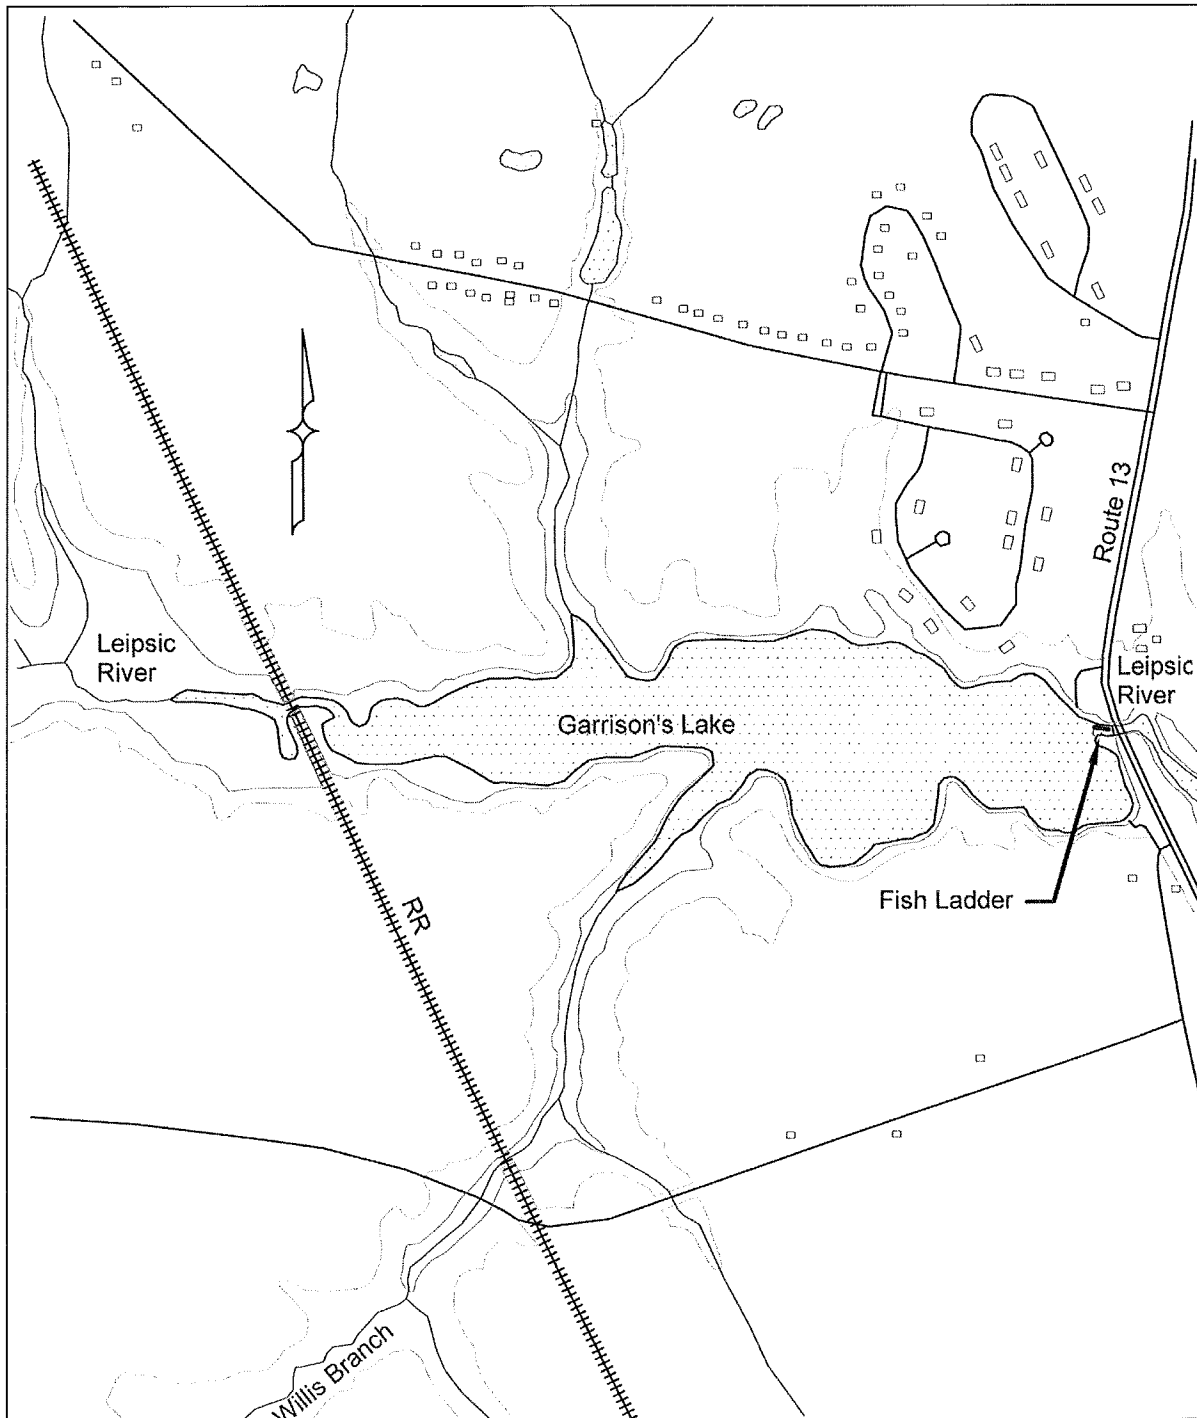 Route 13
Leipsic
River
Leipsic
River
Garrison's Lake
Fish Ladder
RR
Willis Branch